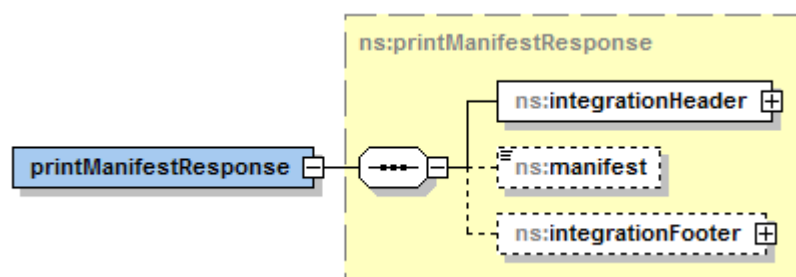 ns:printManifestResponse
ns:integrationHeader
printManifestResponse
ns:manifest
ns:integrationFooter